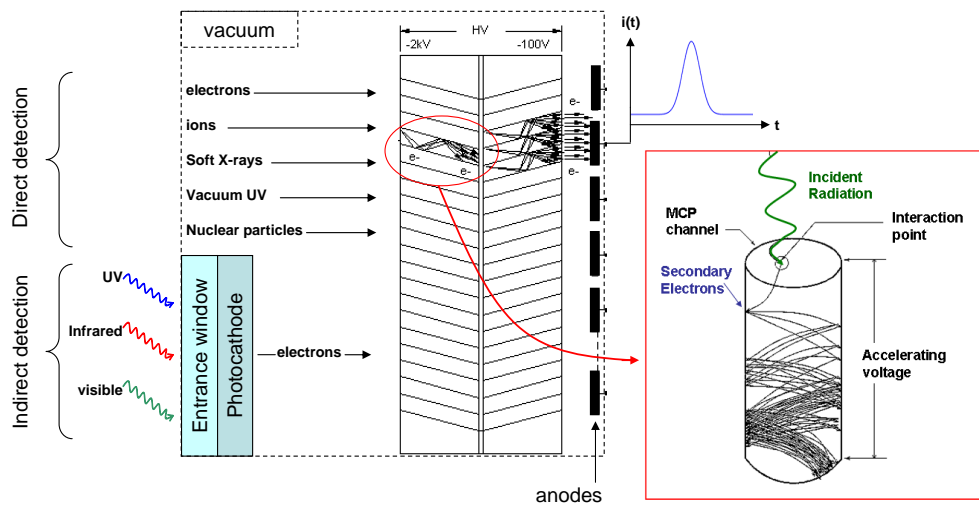 vacuum
HV
-2kV
-100V
i(t)
t
Direct detection
electrons
ions
Soft X-rays
Vacuum UV
Nuclear particles
e-
e-
e-
e-
Indirect detection
UV
Infrared
visible
Entrance window
Photocathode
electrons
anodes
Incident
Radiation
MCP
channel
Interaction
point
Secondary
Electrons
Accelerating
voltage